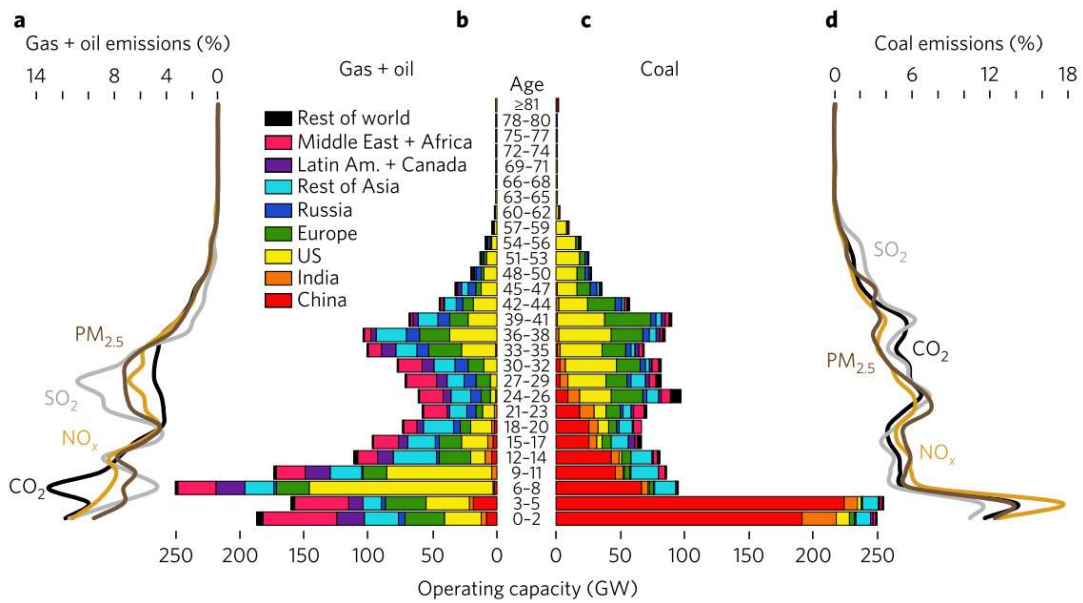 a
b
c
d
Gas + oil emissions (%)
Coal emissions (%)
14 8 4 0
0 6 12 18
Gas + oil
Age
Coal
≥81
78–80
75–77
72–74
69–71
66–68
63–65
60–62
57–59
54–56
51–53
48–50
45–47
42–44
39–41
36–38
33–35
30–32
27–29
24–26
21–23
18–20
15–17
12–14
9–11
6–8
3–5
0–2
Rest of world
Middle East + Africa
Latin Am. + Canada
Rest of Asia
Russia
Europe
US
India
China
PM2.5
SO2
NOx
CO2
SO2
CO2
PM2.5
NOx
250 200 150 100 50 0
0 50 100 150 200 250
Operating capacity (GW)